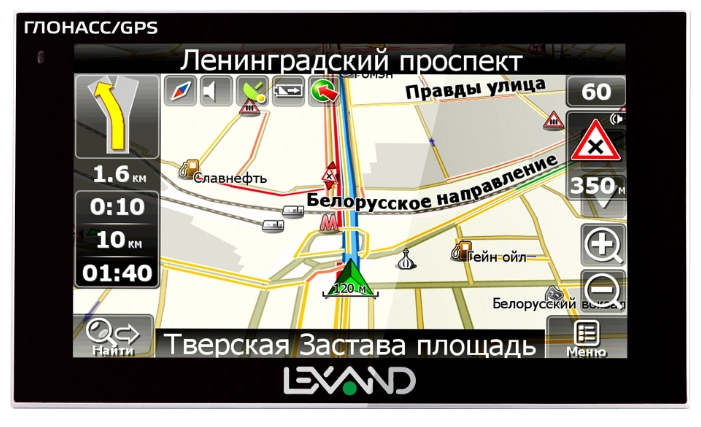 ГЛОНАСС/GPS
Ленинградский проспект
Правды улица
60
1.6 км
Славнефть
Белорусское направление
350 м
0:10
10 км
01:40
М
Гейн ойл
120 м
Белорусский вокзал
Найти
Тверская Застава площадь
Меню
LEXAND